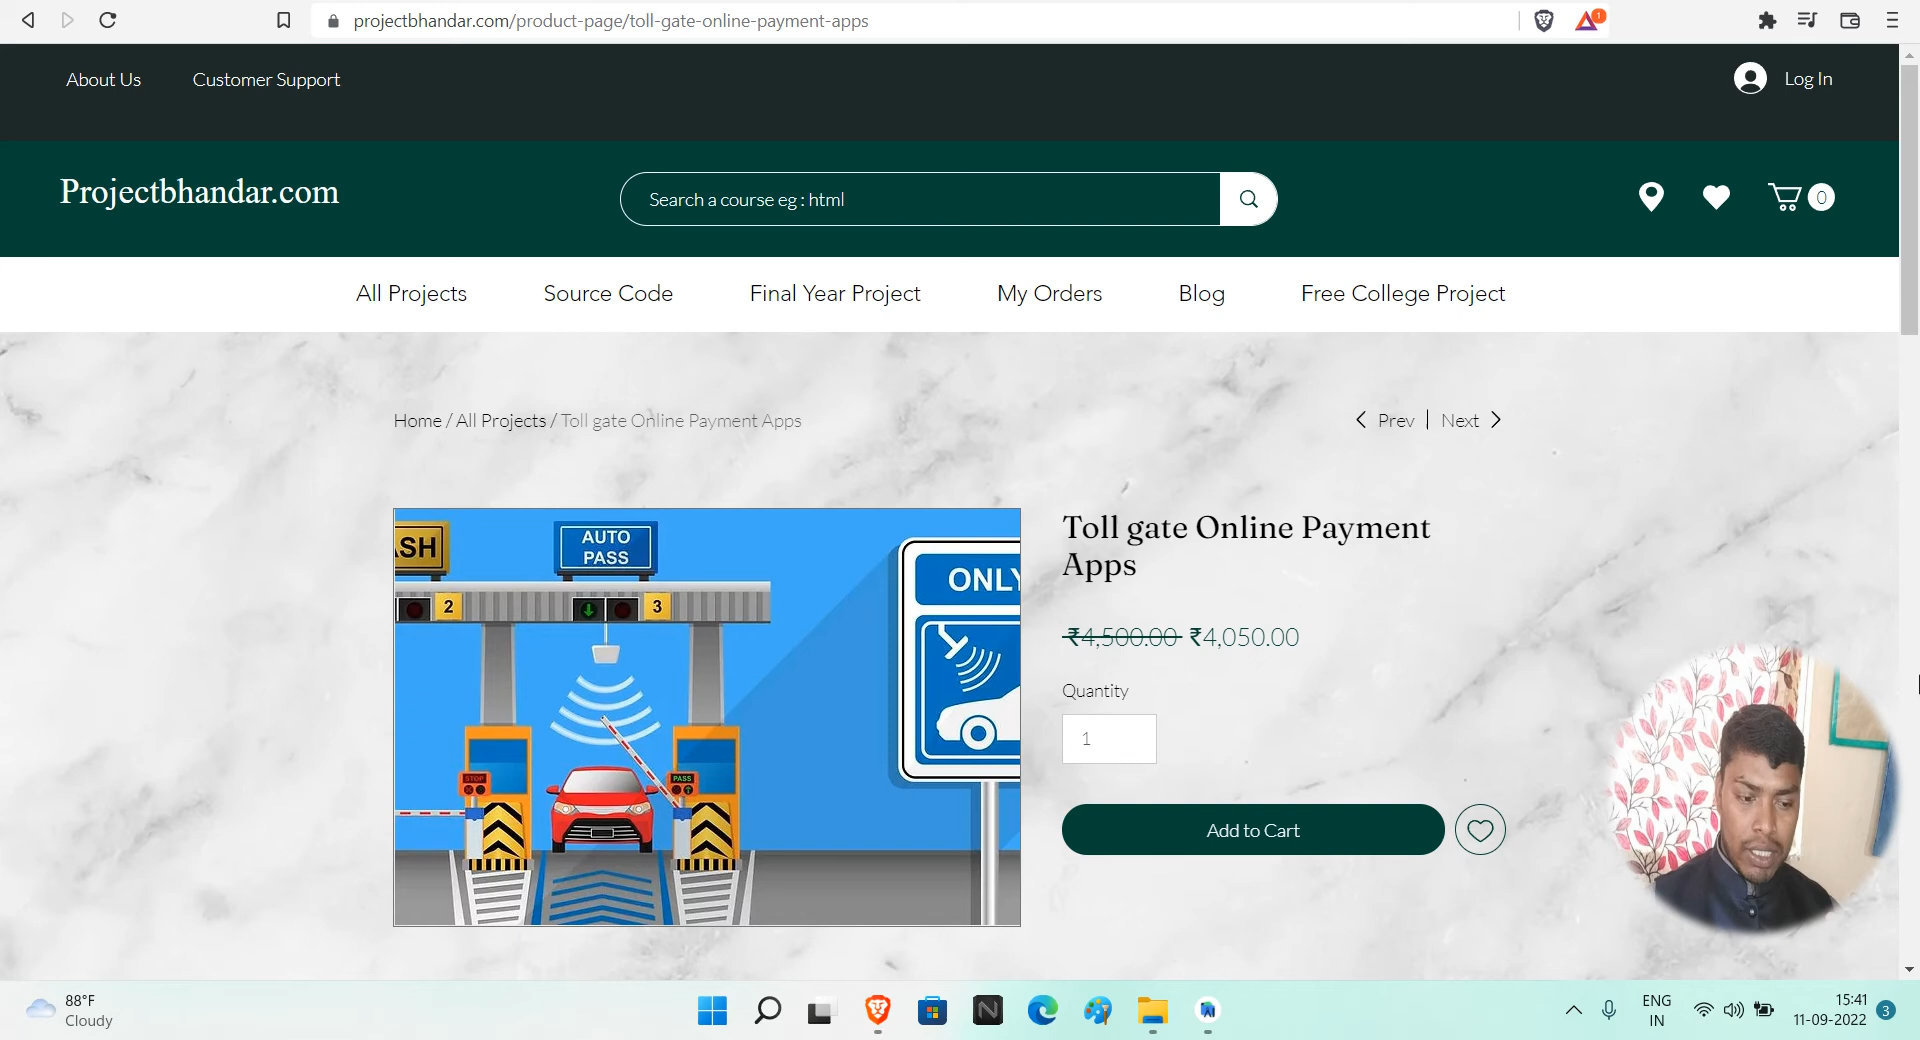 projectbhandar.com/product-page/toll-gate-online-payment-apps
1
About Us
Customer Support
Log In
Projectbhandar.com
Search a course eg : html
0
All Projects
Source Code
Final Year Project
My Orders
Blog
Free College Project
Home / All Projects / Toll gate Online Payment Apps
Prev | Next
ASH
AUTO
PASS
2
3
ONLY
STOP
PASS
Toll gate Online Payment
Apps
₹4,500.00 ₹4,050.00
Quantity
1
Add to Cart
88°F
Cloudy
ENG
IN
15:41
11-09-2022
3